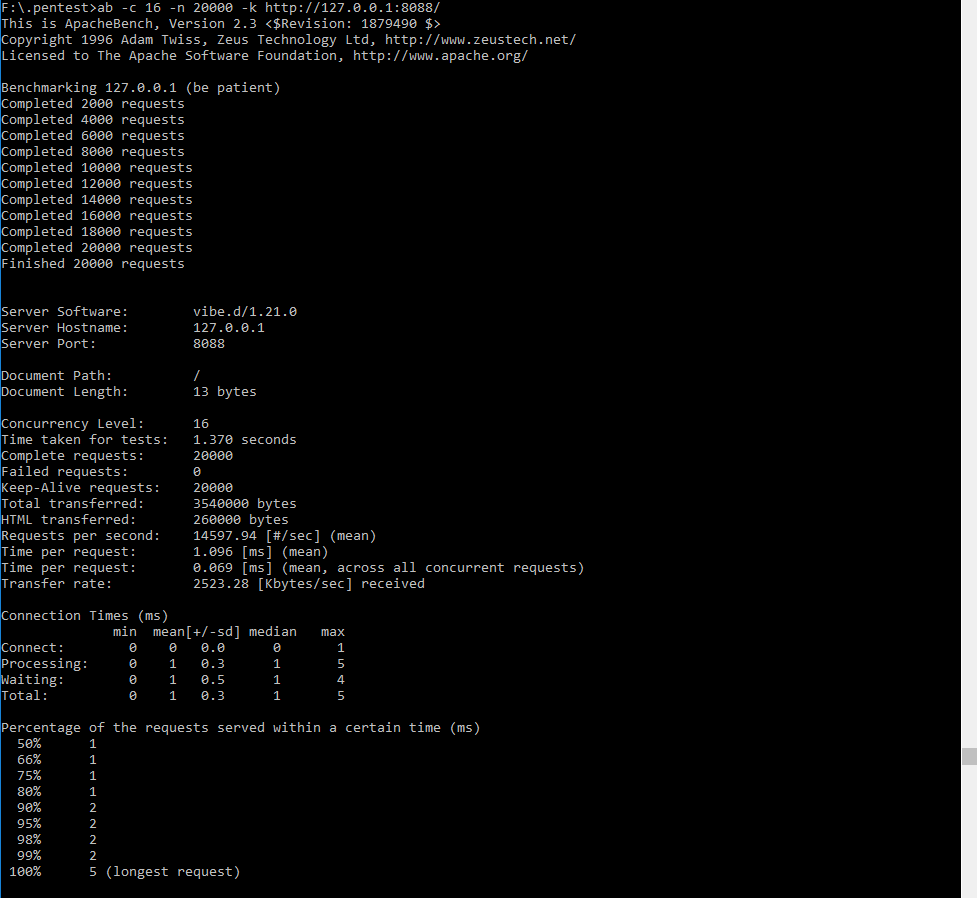 F:\.pentest>ab -c 16 -n 20000 -k http://127.0.0.1:8088/
This is ApacheBench, Version 2.3 <$Revision: 1879490 $>
Copyright 1996 Adam Twiss, Zeus Technology Ltd, http://www.zeustech.net/
Licensed to The Apache Software Foundation, http://www.apache.org/

Benchmarking 127.0.0.1 (be patient)
Completed 2000 requests
Completed 4000 requests
Completed 6000 requests
Completed 8000 requests
Completed 10000 requests
Completed 12000 requests
Completed 14000 requests
Completed 16000 requests
Completed 18000 requests
Completed 20000 requests
Finished 20000 requests


Server Software:        vibe.d/1.21.0
Server Hostname:        127.0.0.1
Server Port:            8088

Document Path:          /
Document Length:        13 bytes

Concurrency Level:      16
Time taken for tests:   1.370 seconds
Complete requests:      20000
Failed requests:        0
Keep-Alive requests:    20000
Total transferred:      3540000 bytes
HTML transferred:       260000 bytes
Requests per second:    14597.94 [#/sec] (mean)
Time per request:       1.096 [ms] (mean)
Time per request:       0.069 [ms] (mean, across all concurrent requests)
Transfer rate:          2523.28 [Kbytes/sec] received

Connection Times (ms)
              min  mean[+/-sd] median   max
Connect:        0    0   0.0      0       1
Processing:     0    1   0.3      1       5
Waiting:        0    1   0.5      1       4
Total:          0    1   0.3      1       5

Percentage of the requests served within a certain time (ms)
  50%      1
  66%      1
  75%      1
  80%      1
  90%      2
  95%      2
  98%      2
  99%      2
 100%      5 (longest request)